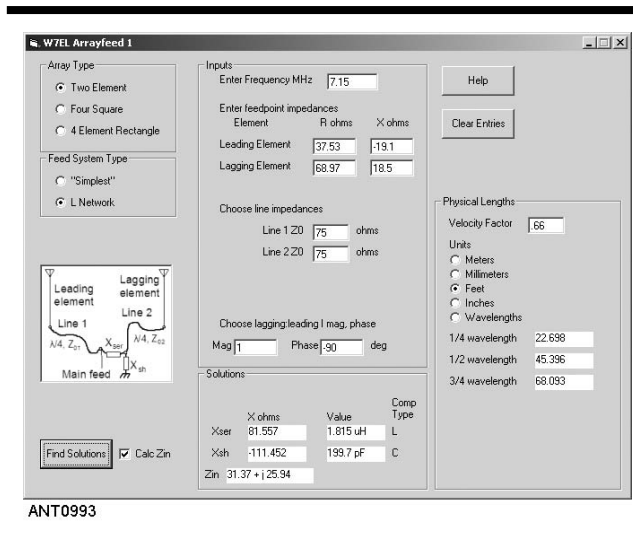 W7EL Arrayfeed 1
Array Type
Two Element
Four Square
4 Element Rectangle
Feed System Type
"Simplest"
L Network
Leading element
Lagging element
Line 1
Line 2
λ/4, Z01
Xser
λ/4, Z02
Main feed
Xsh
Find Solutions
Calc Zin
Inputs
Enter Frequency MHz 7.15
Enter feedpoint impedances
Element R ohms X ohms
Leading Element 37.53 -19.1
Lagging Element 68.97 18.5
Choose line impedances
Line 1 Z0 75 ohms
Line 2 Z0 75 ohms
Choose lagging:leading I mag, phase
Mag 1 Phase -90 deg
Solutions
X ohms Value Comp Type
Xser 81.557 1.815 uH L
Xsh -111.452 199.7 pF C
Zin 31.37 + j 25.94
Help
Clear Entries
Physical Lengths
Velocity Factor .66
Units
Meters
Millimeters
Feet
Inches
Wavelengths
1/4 wavelength 22.698
1/2 wavelength 45.396
3/4 wavelength 68.093
ANT0993